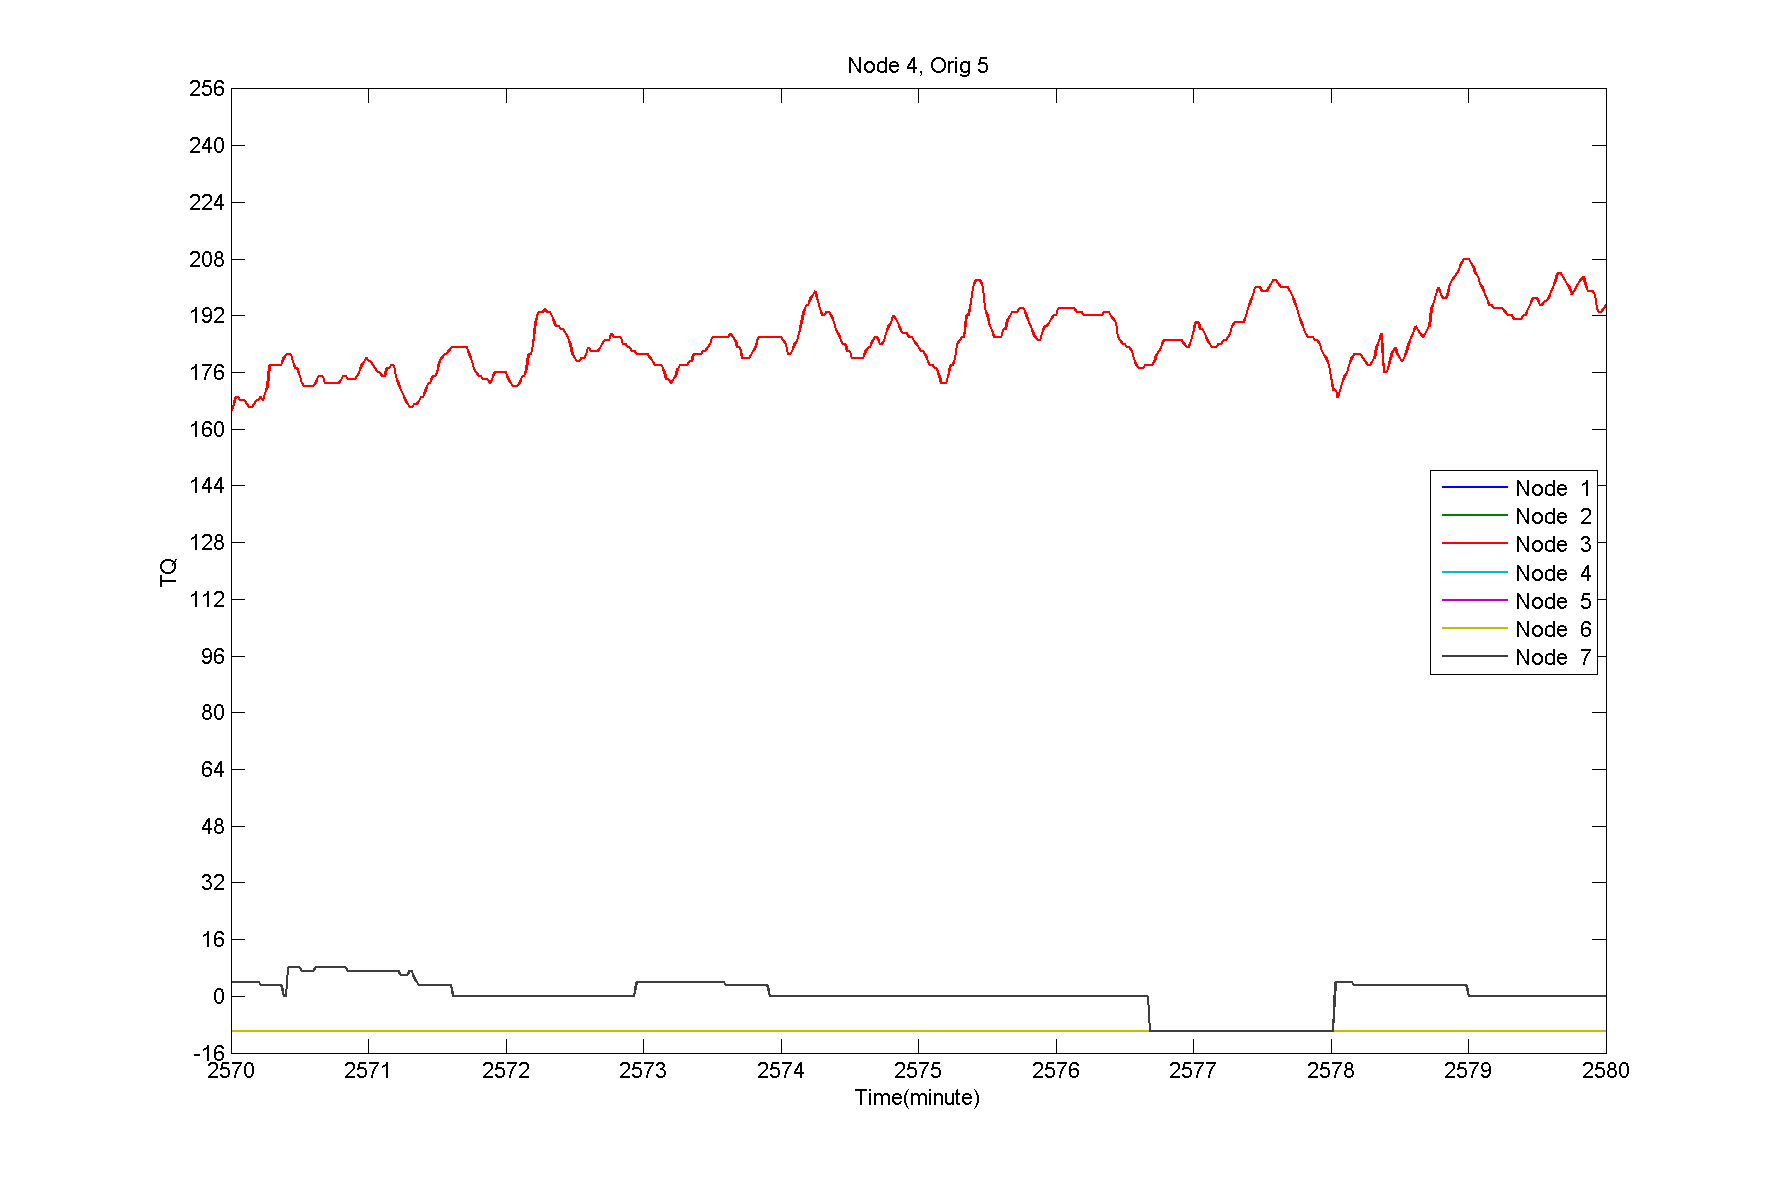 Node 4, Orig 5
256
240
224
208
192
176
160
144
128
112
96
80
64
48
32
16
0
-16
TQ
Node 1
Node 2
Node 3
Node 4
Node 5
Node 6
Node 7
2570 2571 2572 2573 2574 2575 2576 2577 2578 2579 2580
Time(minute)